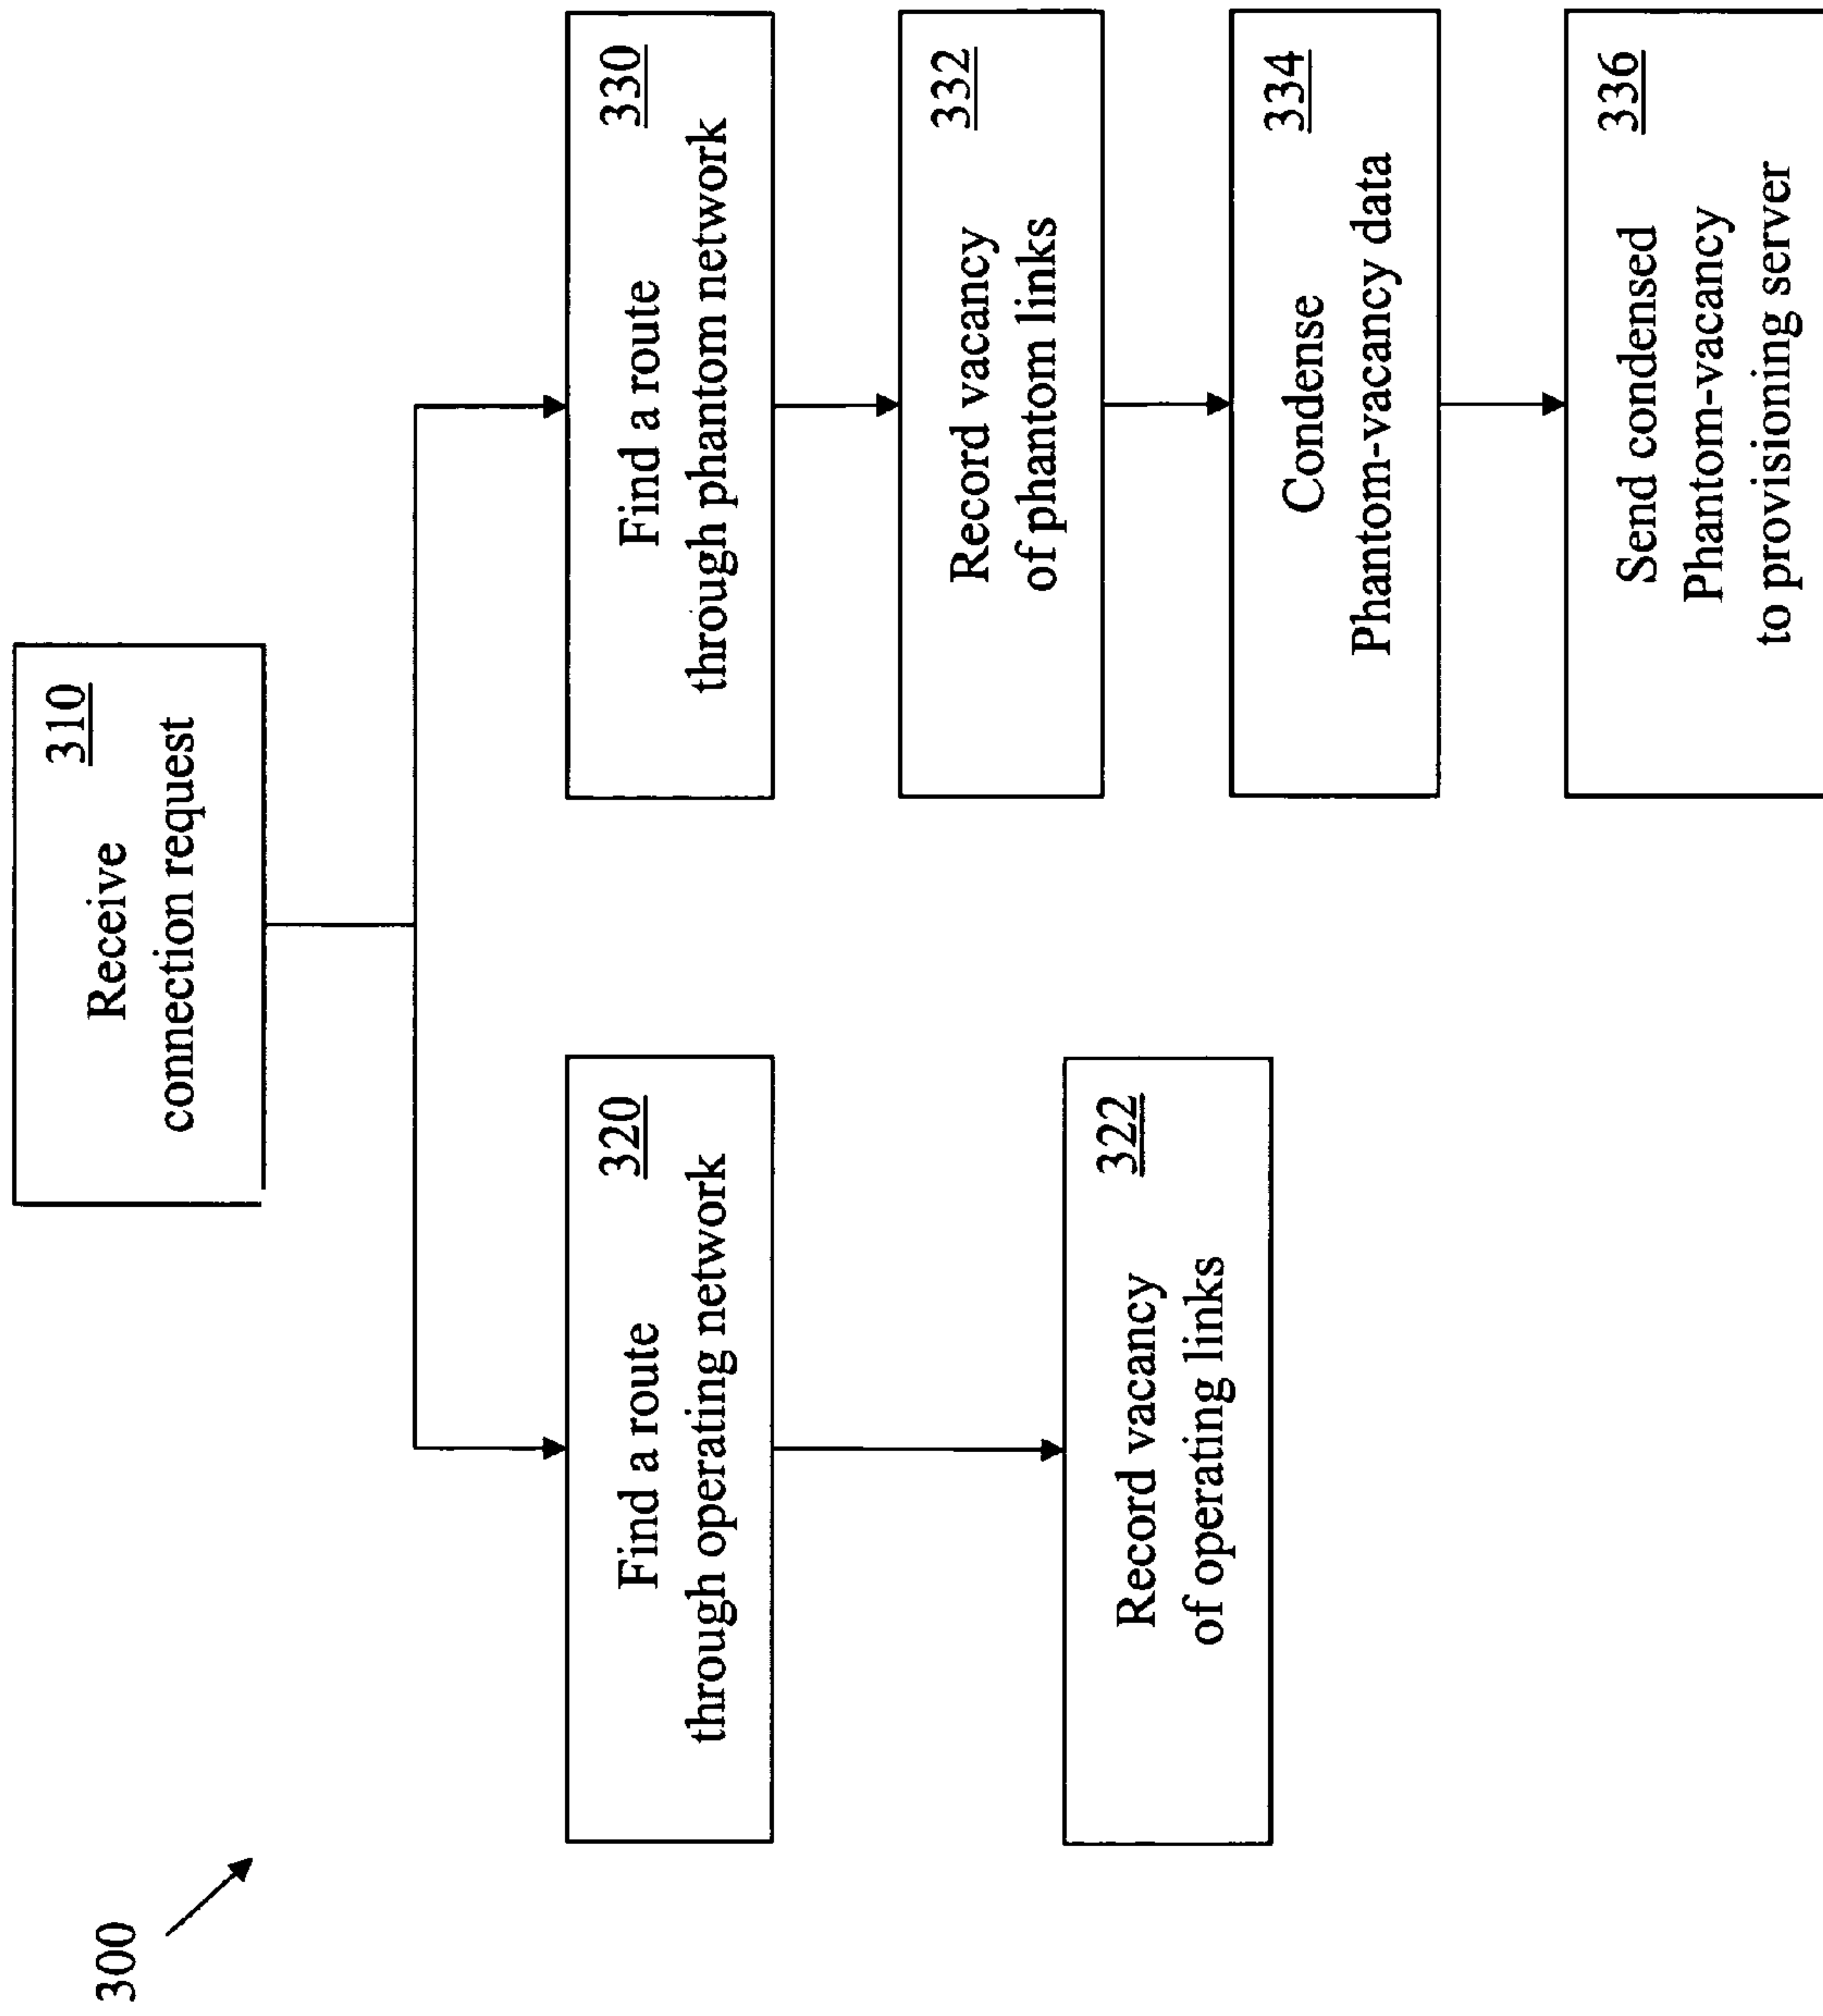 300
310
Receive
connection request
320
Find a route
through operating network
322
Record vacancy
of operating links
330
Find a route
through phantom network
332
Record vacancy
of phantom links
334
Condense
Phantom-vacancy data
336
Send condensed
Phantom-vacancy
to provisioning server